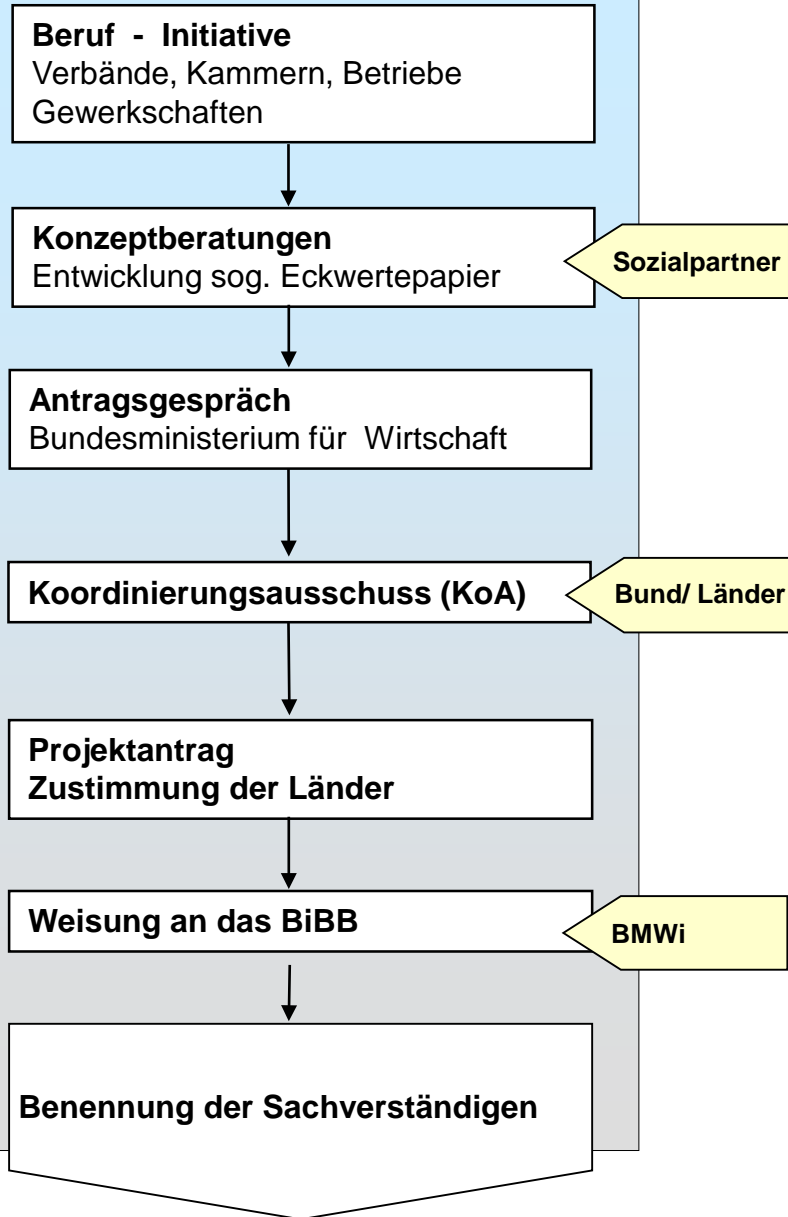 Beruf - Initiative
Verbände, Kammern, Betriebe
Gewerkschaften
Konzeptberatungen
Entwicklung sog. Eckwertepapier
Sozialpartner
Antragsgespräch
Bundesministerium für Wirtschaft
Koordinierungsausschuss (KoA)
Bund/ Länder
Projektantrag
Zustimmung der Länder
Weisung an das BiBB
BMWi
Benennung der Sachverständigen